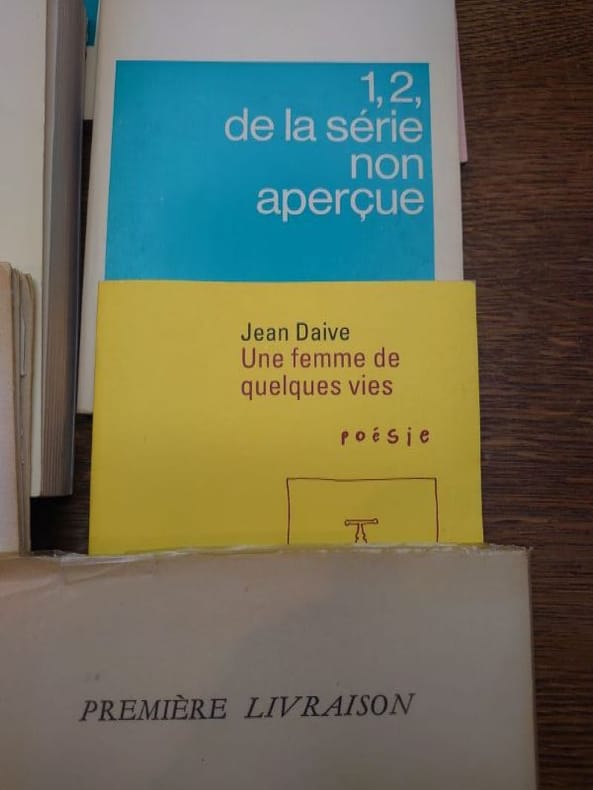 1, 2,
de la série
non
aperçue
Jean Daive
Une femme de
quelques vies
poésie
PREMIÈRE LIVRAISON